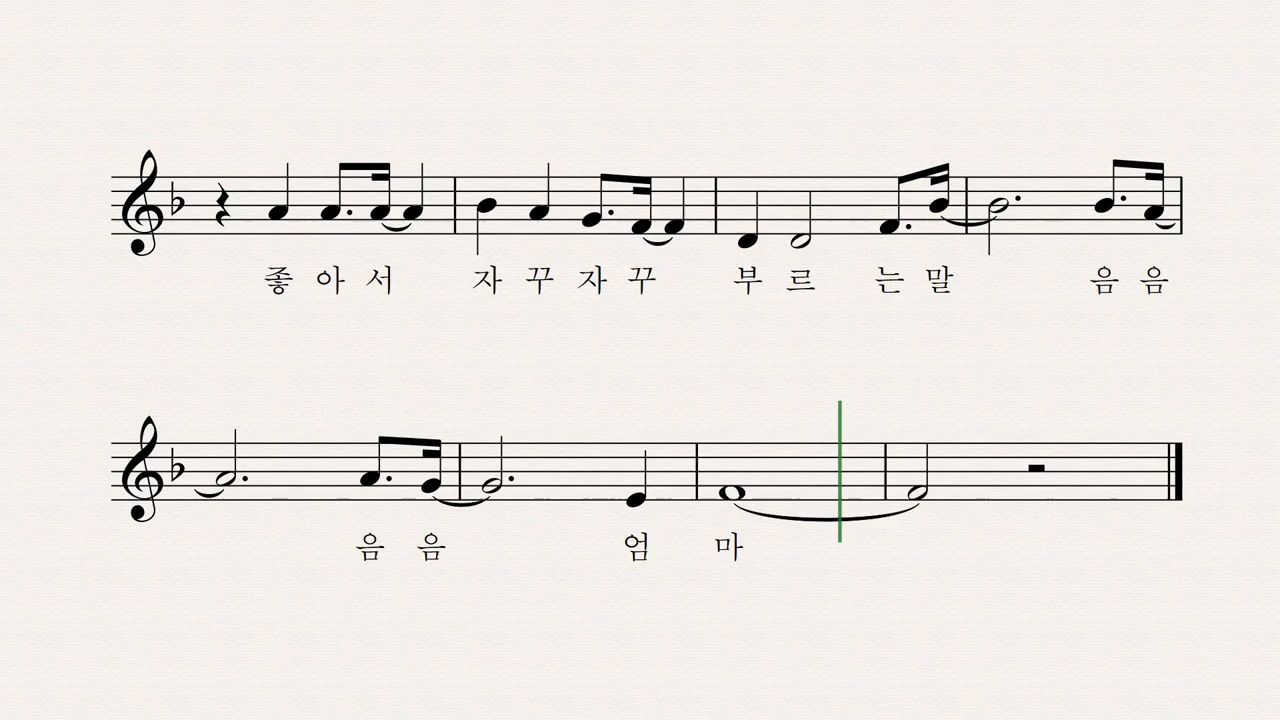 좋 아 서 자 꾸 자 꾸 부 르 는 말 음 음
음 음 엄 마